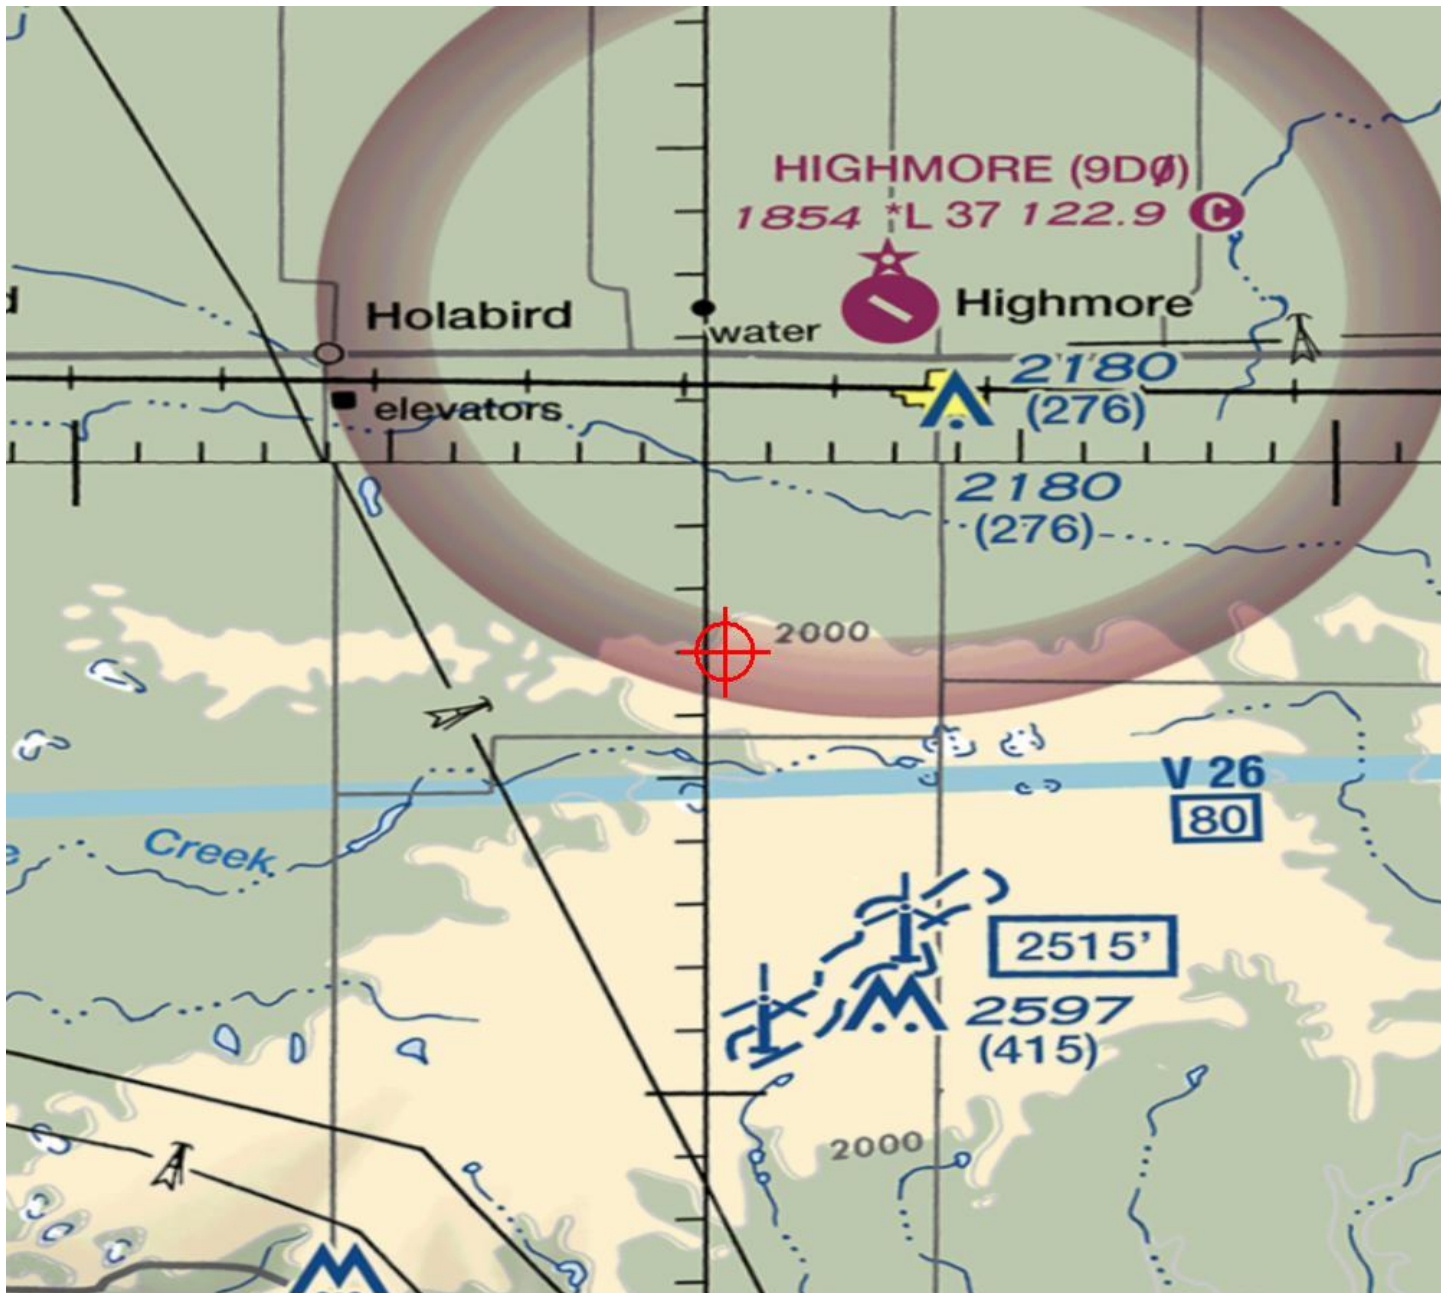 HIGHMORE (9DØ)
1854 *L 37 122.9 C
d
Holabird
Highmore
water
2180
(276)
elevators
2180
(276)
2000
V 26
80
e
Creek
2515'
2597
(415)
2000